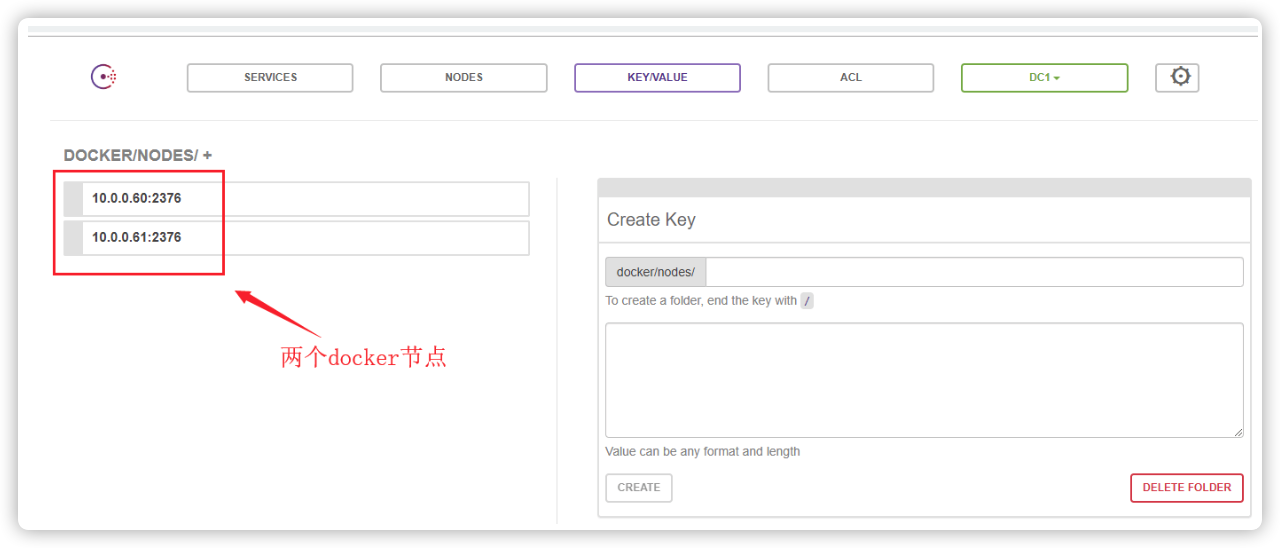 SERVICES
NODES
KEY/VALUE
ACL
DC1
DOCKER/NODES/ +
10.0.0.60:2376
10.0.0.61:2376
两个docker节点
Create Key
docker/nodes/
To create a folder, end the key with /
Value can be any format and length
CREATE
DELETE FOLDER